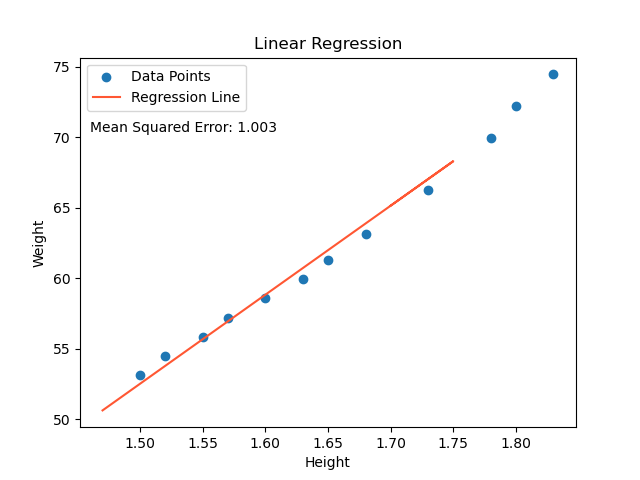 Linear Regression
Data Points
Regression Line
Mean Squared Error: 1.003
75
70
65
60
55
50
Weight
1.50 1.55 1.60 1.65 1.70 1.75 1.80
Height